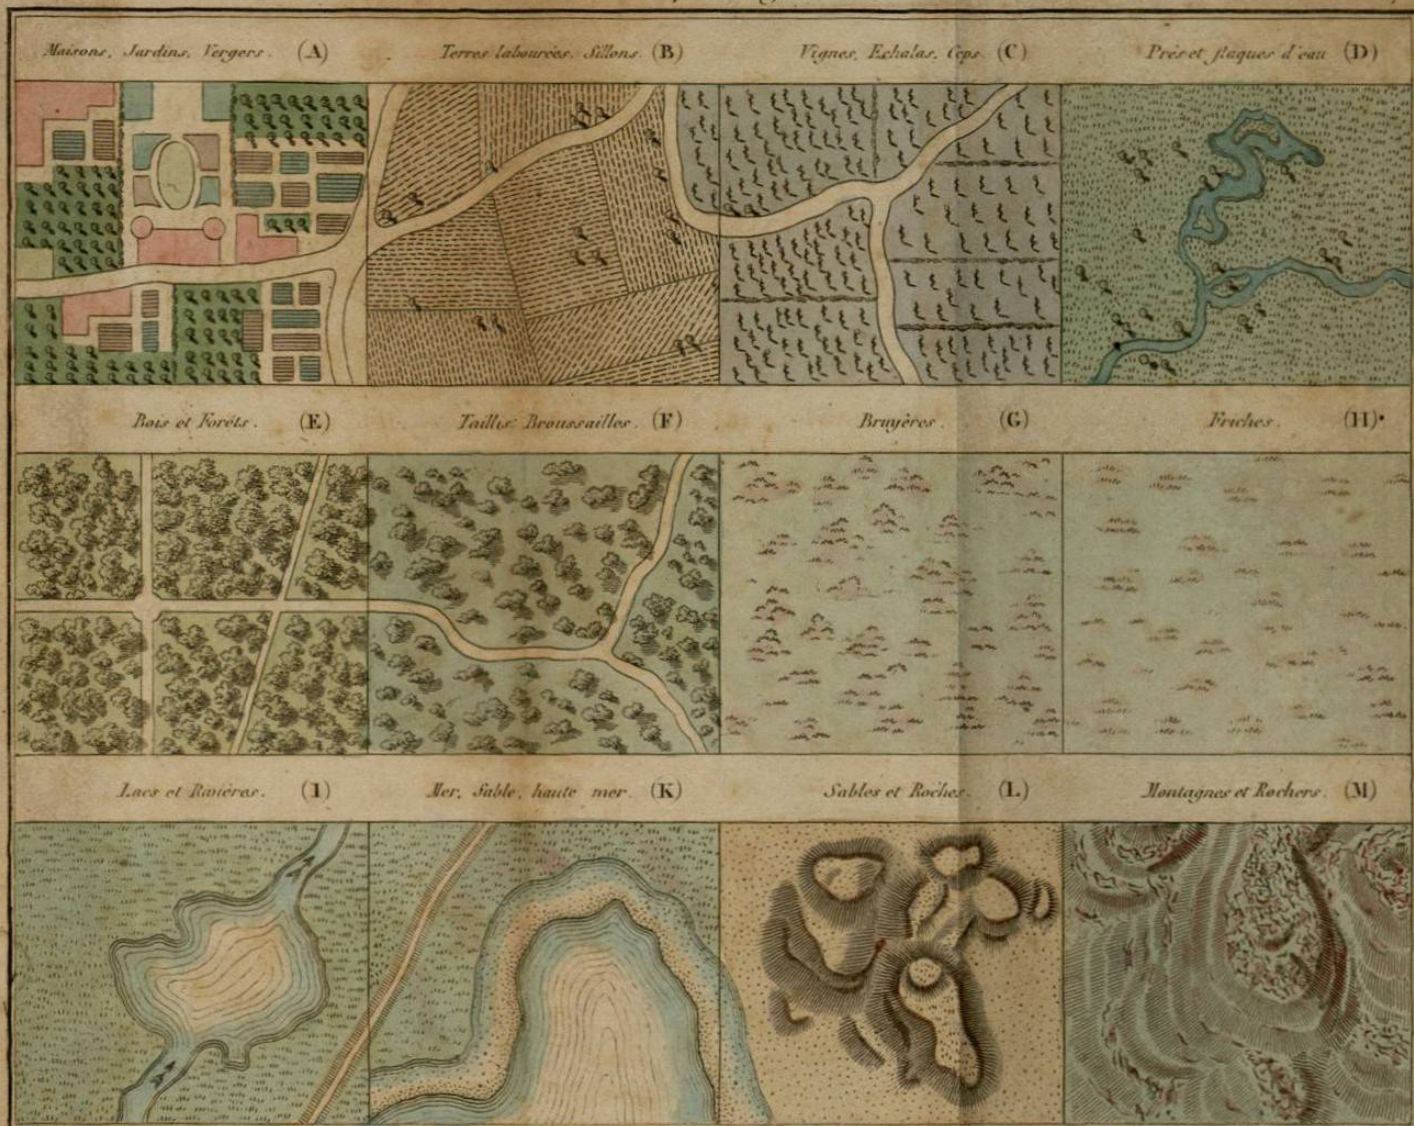 Maisons, Jardins, Vergers. (A)
Terres labourées. Sillons. (B)
Vignes, Echalas, Ceps. (C)
Prés et flaques d'eau (D)
Bois et Forêts. (E)
Taillis. Broussailles. (F)
Bruyères. (G)
Friches. (H)
Lacs et Rivières. (I)
Mer, Sable, haute mer. (K)
Sables et Roches. (L)
Montagnes et Rochers. (M)